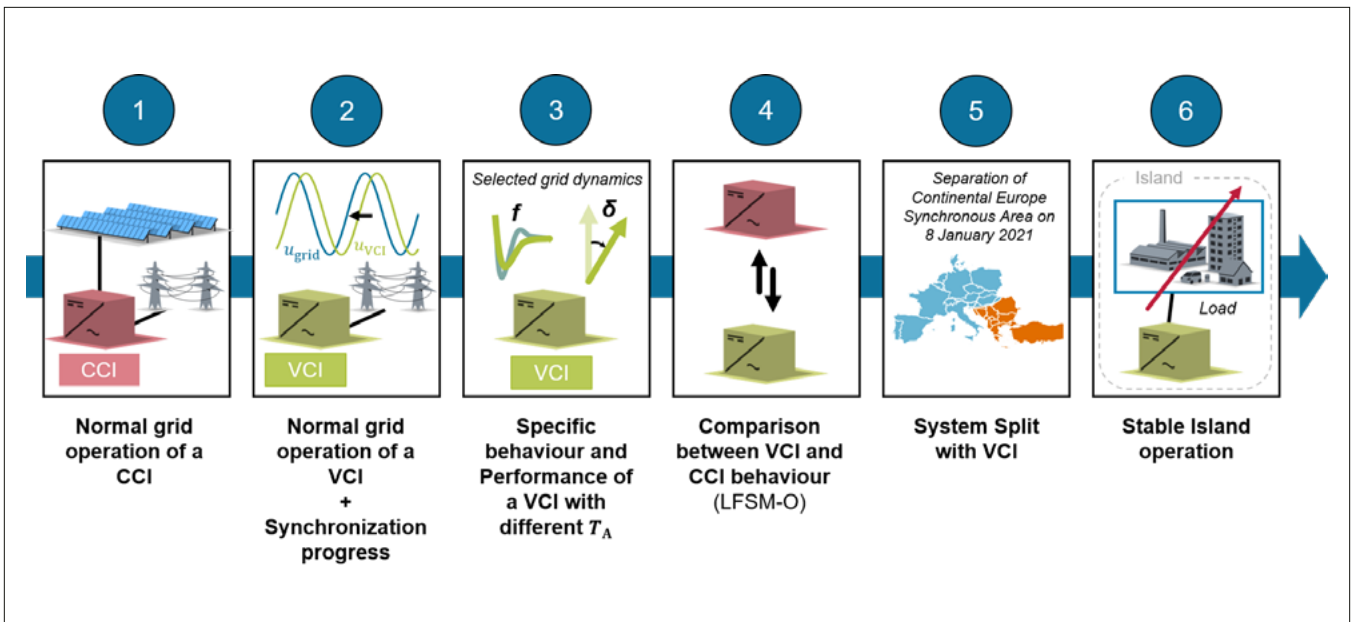 1
2
3
4
5
6
CCI
u_grid
u_VCI
VCI
Selected grid dynamics
f
δ
VCI
Separation of
Continental Europe
Synchronous Area on
8 January 2021
Island
Load
Normal grid
operation of a
CCI
Normal grid
operation of a
VCI
+
Synchronization
progress
Specific
behaviour and
Performance of
a VCI with
different T_A
Comparison
between VCI and
CCI behaviour
(LFSM-O)
System Split
with VCI
Stable Island
operation